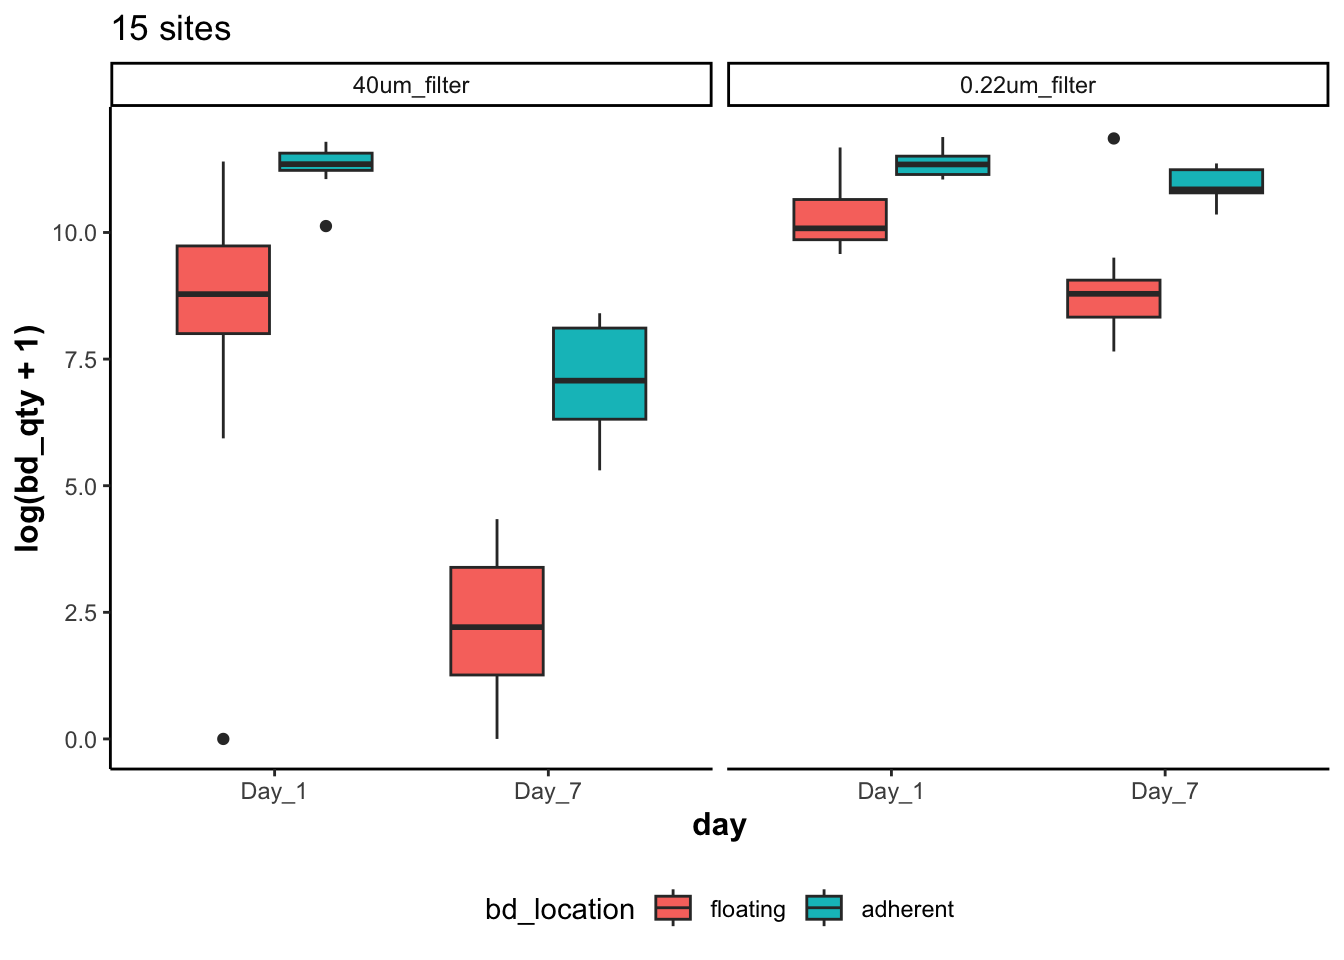 15 sites
40um_filter
0.22um_filter
log(bd_qty + 1)
10.0
7.5
5.0
2.5
0.0
Day_1
Day_7
Day_1
Day_7
day
bd_location
floating
adherent